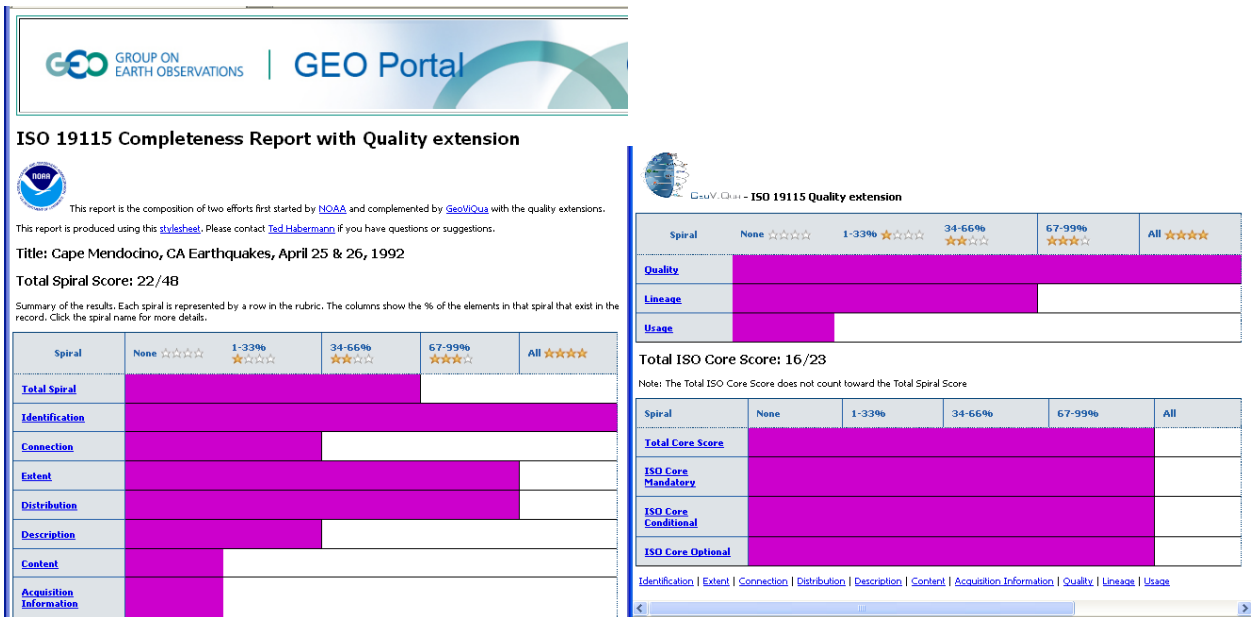 GEO GROUP ON
EARTH OBSERVATIONS
GEO Portal
ISO 19115 Completeness Report with Quality extension
NOAA
This report is the composition of two efforts first started by NOAA and complemented by GeoViQua with the quality extensions.
This report is produced using this stylesheet. Please contact Ted Habermann if you have questions or suggestions.
Title: Cape Mendocino, CA Earthquakes, April 25 & 26, 1992
Total Spiral Score: 22/48
Summary of the results. Each spiral is represented by a row in the rubric. The columns show the % of the elements in that spiral that exist in the
record. Click the spiral name for more details.
Spiral None 1-33% 34-66% 67-99% All
Total Spiral
Identification
Connection
Extent
Distribution
Description
Content
Acquisition
Information
- ISO 19115 Quality extension
Spiral None 1-33% 34-66% 67-99% All
Quality
Lineage
Usage
Total ISO Core Score: 16/23
Note: The Total ISO Core Score does not count toward the Total Spiral Score
Spiral None 1-33% 34-66% 67-99% All
Total Core Score
ISO Core
Mandatory
ISO Core
Conditional
ISO Core Optional
Identification | Extent | Connection | Distribution | Description | Content | Acquisition Information | Quality | Lineage | Usage